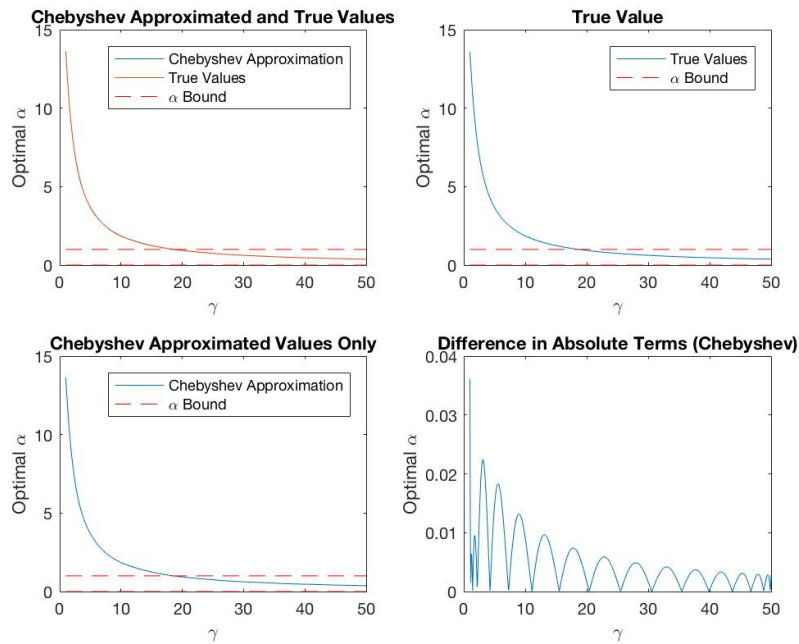 Chebyshev Approximated and True Values
15
10
5
0
Optimal α
Chebyshev Approximation
True Values
α Bound
0 10 20 30 40 50
γ
True Value
15
10
5
0
Optimal α
True Values
α Bound
0 10 20 30 40 50
γ
Chebyshev Approximated Values Only
15
10
5
0
Optimal α
Chebyshev Approximation
α Bound
0 10 20 30 40 50
γ
Difference in Absolute Terms (Chebyshev)
0.04
0.03
0.02
0.01
0
Optimal α
0 10 20 30 40 50
γ